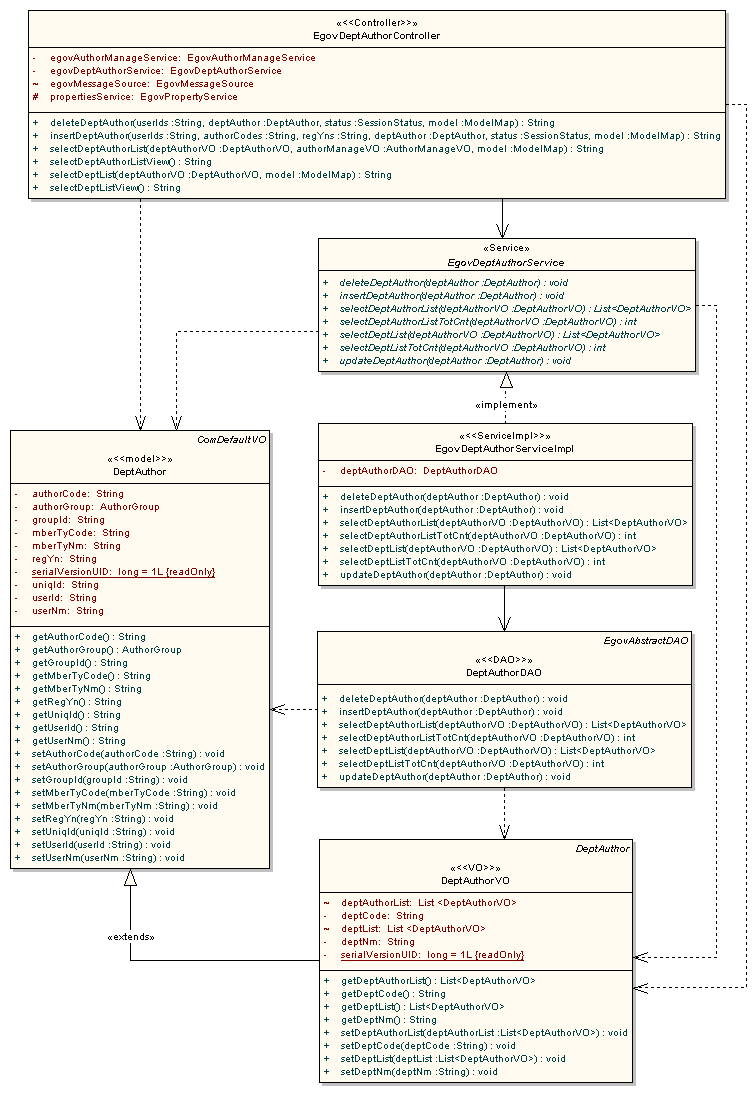 «<<Controller>>»
EgovDeptAuthorController
- egovAuthorManageService: EgovAuthorManageService
- egovDeptAuthorService: EgovDeptAuthorService
~ egovMessageSource: EgovMessageSource
# propertiesService: EgovPropertyService
+ deleteDeptAuthor(userIds :String, deptAuthor :DeptAuthor, status :SessionStatus, model :ModelMap) : String
+ insertDeptAuthor(userIds :String, authorCodes :String, regYns :String, deptAuthor :DeptAuthor, status :SessionStatus, model :ModelMap) : String
+ selectDeptAuthorList(deptAuthorVO :DeptAuthorVO, authorManageVO :AuthorManageVO, model :ModelMap) : String
+ selectDeptAuthorListView() : String
+ selectDeptList(deptAuthorVO :DeptAuthorVO, model :ModelMap) : String
+ selectDeptListView() : String
«Service»
EgovDeptAuthorService
+ deleteDeptAuthor(deptAuthor :DeptAuthor) : void
+ insertDeptAuthor(deptAuthor :DeptAuthor) : void
+ selectDeptAuthorList(deptAuthorVO :DeptAuthorVO) : List<DeptAuthorVO>
+ selectDeptAuthorListTotCnt(deptAuthorVO :DeptAuthorVO) : int
+ selectDeptList(deptAuthorVO :DeptAuthorVO) : List<DeptAuthorVO>
+ selectDeptListTotCnt(deptAuthorVO :DeptAuthorVO) : int
+ updateDeptAuthor(deptAuthor :DeptAuthor) : void
«implement»
«<<ServiceImpl>>»
EgovDeptAuthorServiceImpl
- deptAuthorDAO: DeptAuthorDAO
+ deleteDeptAuthor(deptAuthor :DeptAuthor) : void
+ insertDeptAuthor(deptAuthor :DeptAuthor) : void
+ selectDeptAuthorList(deptAuthorVO :DeptAuthorVO) : List<DeptAuthorVO>
+ selectDeptAuthorListTotCnt(deptAuthorVO :DeptAuthorVO) : int
+ selectDeptList(deptAuthorVO :DeptAuthorVO) : List<DeptAuthorVO>
+ selectDeptListTotCnt(deptAuthorVO :DeptAuthorVO) : int
+ updateDeptAuthor(deptAuthor :DeptAuthor) : void
ComDefaultVO
«<<model>>»
DeptAuthor
- authorCode: String
- authorGroup: AuthorGroup
- groupId: String
- mberTyCode: String
- mberTyNm: String
- regYn: String
- serialVersionUID: long = 1L {readOnly}
- uniqId: String
- userId: String
- userNm: String
+ getAuthorCode() : String
+ getAuthorGroup() : AuthorGroup
+ getGroupId() : String
+ getMberTyCode() : String
+ getMberTyNm() : String
+ getRegYn() : String
+ getUniqId() : String
+ getUserId() : String
+ getUserNm() : String
+ setAuthorCode(authorCode :String) : void
+ setAuthorGroup(authorGroup :AuthorGroup) : void
+ setGroupId(groupId :String) : void
+ setMberTyCode(mberTyCode :String) : void
+ setMberTyNm(mberTyNm :String) : void
+ setRegYn(regYn :String) : void
+ setUniqId(uniqId :String) : void
+ setUserId(userId :String) : void
+ setUserNm(userNm :String) : void
EgovAbstractDAO
«<<DAO>>»
DeptAuthorDAO
+ deleteDeptAuthor(deptAuthor :DeptAuthor) : void
+ insertDeptAuthor(deptAuthor :DeptAuthor) : void
+ selectDeptAuthorList(deptAuthorVO :DeptAuthorVO) : List<DeptAuthorVO>
+ selectDeptAuthorListTotCnt(deptAuthorVO :DeptAuthorVO) : int
+ selectDeptList(deptAuthorVO :DeptAuthorVO) : List<DeptAuthorVO>
+ selectDeptListTotCnt(deptAuthorVO :DeptAuthorVO) : int
+ updateDeptAuthor(deptAuthor :DeptAuthor) : void
«extends»
DeptAuthor
«<<VO>>»
DeptAuthorVO
~ deptAuthorList: List <DeptAuthorVO>
- deptCode: String
~ deptList: List <DeptAuthorVO>
- deptNm: String
- serialVersionUID: long = 1L {readOnly}
+ getDeptAuthorList() : List<DeptAuthorVO>
+ getDeptCode() : String
+ getDeptList() : List<DeptAuthorVO>
+ getDeptNm() : String
+ setDeptAuthorList(deptAuthorList :List<DeptAuthorVO>) : void
+ setDeptCode(deptCode :String) : void
+ setDeptList(deptList :List<DeptAuthorVO>) : void
+ setDeptNm(deptNm :String) : void